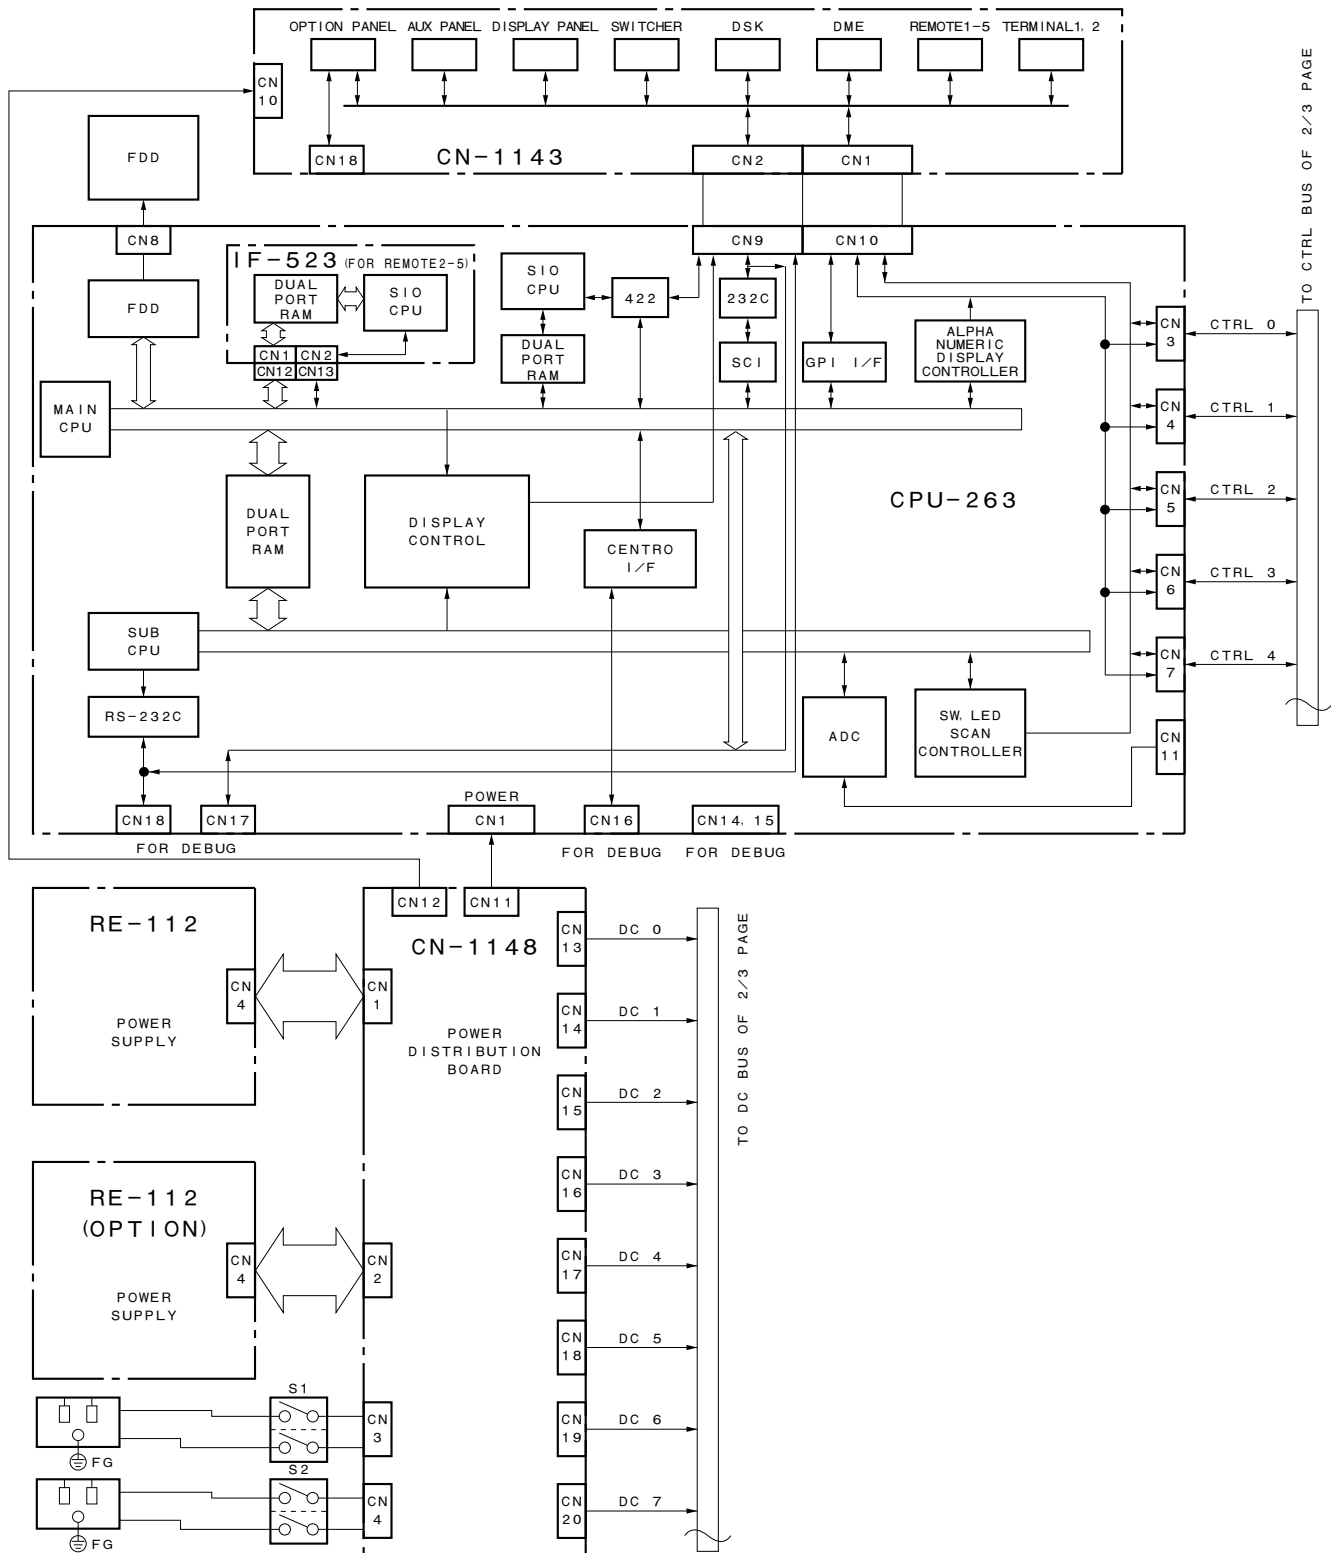 OPTION PANEL AUX PANEL DISPLAY PANEL SWITCHER DSK DME REMOTE1-5 TERMINAL1, 2
CN
10
CN18
CN-1143
CN2
CN1
TO CTRL BUS OF 2/3 PAGE
FDD
CN8
FDD
IF-523 (FOR REMOTE2-5)
DUAL
PORT
RAM
SIO
CPU
CN1 CN2
CN12 CN13
SIO
CPU
422
DUAL
PORT
RAM
CN9
CN10
232C
SCI
GPI I/F
ALPHA
NUMERIC
DISPLAY
CONTROLLER
CN
3
CTRL 0
CN
4
CTRL 1
CN
5
CTRL 2
CN
6
CTRL 3
CN
7
CTRL 4
CN
11
MAIN
CPU
DUAL
PORT
RAM
DISPLAY
CONTROL
CENTRO
I/F
CPU-263
SUB
CPU
RS-232C
ADC
SW, LED
SCAN
CONTROLLER
CN18
CN17
FOR DEBUG
POWER
CN1
CN16
FOR DEBUG
CN14, 15
FOR DEBUG
RE-112
CN
4
POWER
SUPPLY
CN12
CN11
CN-1148
CN
1
POWER
DISTRIBUTION
BOARD
CN
13
DC 0
CN
14
DC 1
CN
15
DC 2
CN
16
DC 3
CN
17
DC 4
CN
18
DC 5
CN
19
DC 6
CN
20
DC 7
TO DC BUS OF 2/3 PAGE
RE-112
(OPTION)
CN
4
POWER
SUPPLY
CN
2
S1
CN
3
FG
S2
CN
4
FG